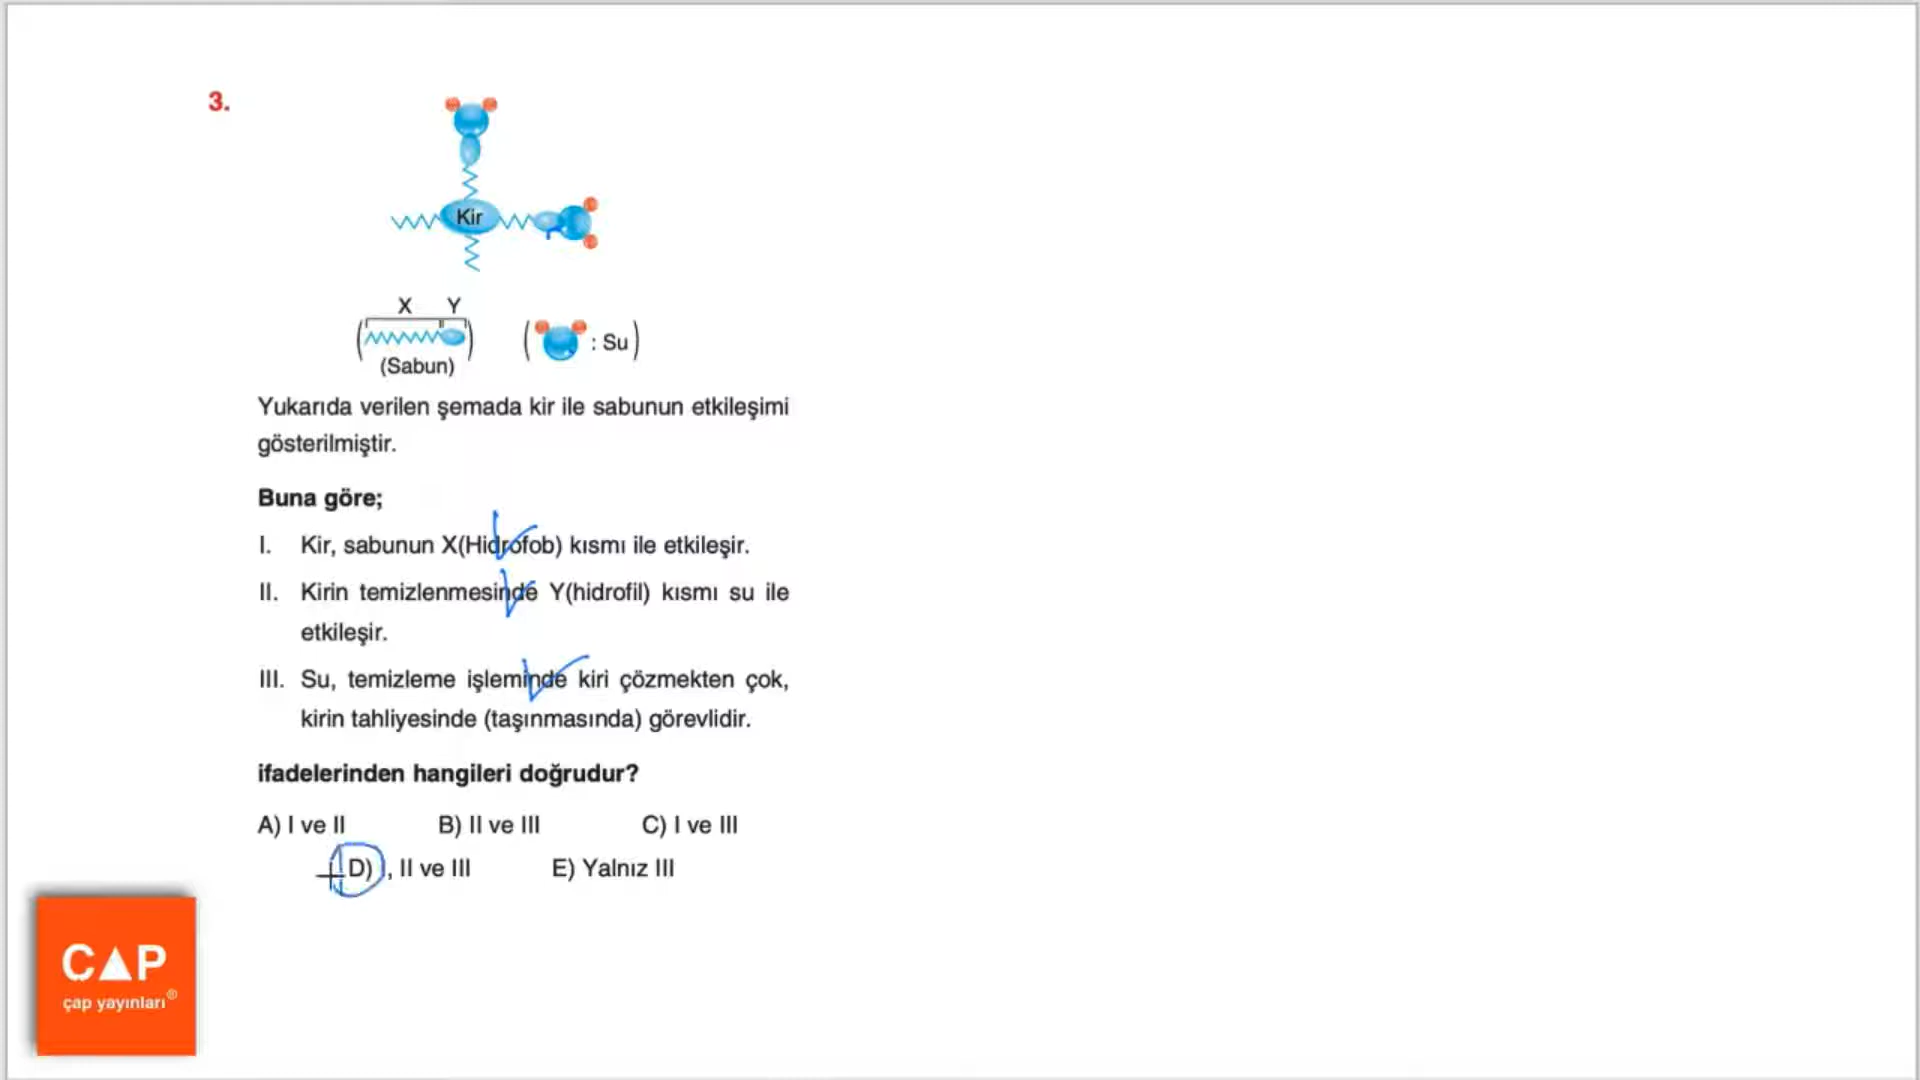 3.
Kir
X Y
(Sabun)
: Su
Yukarıda verilen şemada kir ile sabunun etkileşimi
gösterilmiştir.
Buna göre;
I. Kir, sabunun X(Hidrofob) kısmı ile etkileşir.
II. Kirin temizlenmesinde Y(hidrofil) kısmı su ile
etkileşir.
III. Su, temizleme işleminde kiri çözmekten çok,
kirin tahliyesinde (taşınmasında) görevlidir.
ifadelerinden hangileri doğrudur?
A) I ve II B) II ve III C) I ve III
D) I, II ve III E) Yalnız III
CAP
çap yayınları®